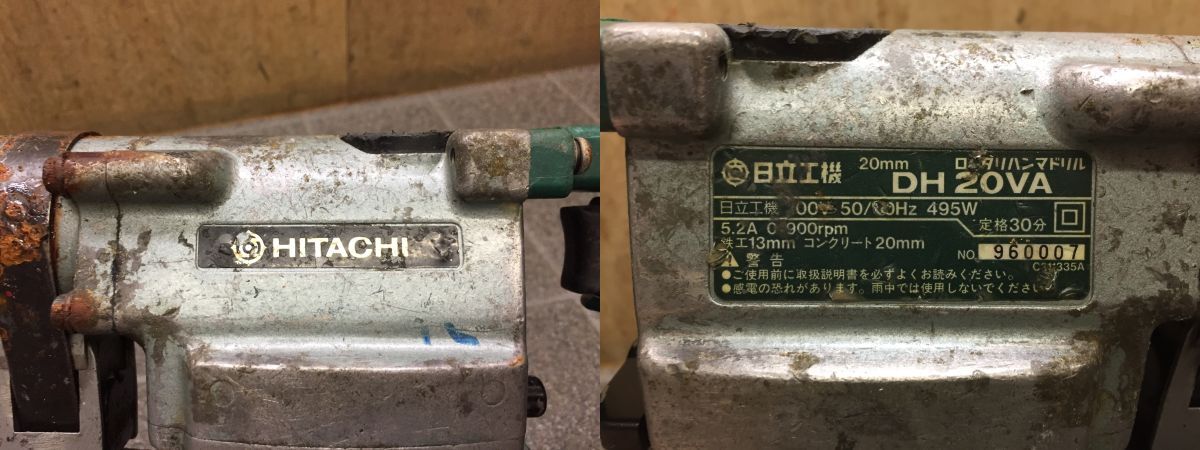 HITACHI
日立工機 20mm ロータリハンマドリル
DH 20VA
日立工機 50/60Hz 495W
5.2A 900rpm 定格30分
鉄工13mm コンクリート20mm
NO. 960007
警告
●ご使用前に取扱説明書を必ずよくお読みください。
●感電の恐れがあります。雨中では使用しないでください